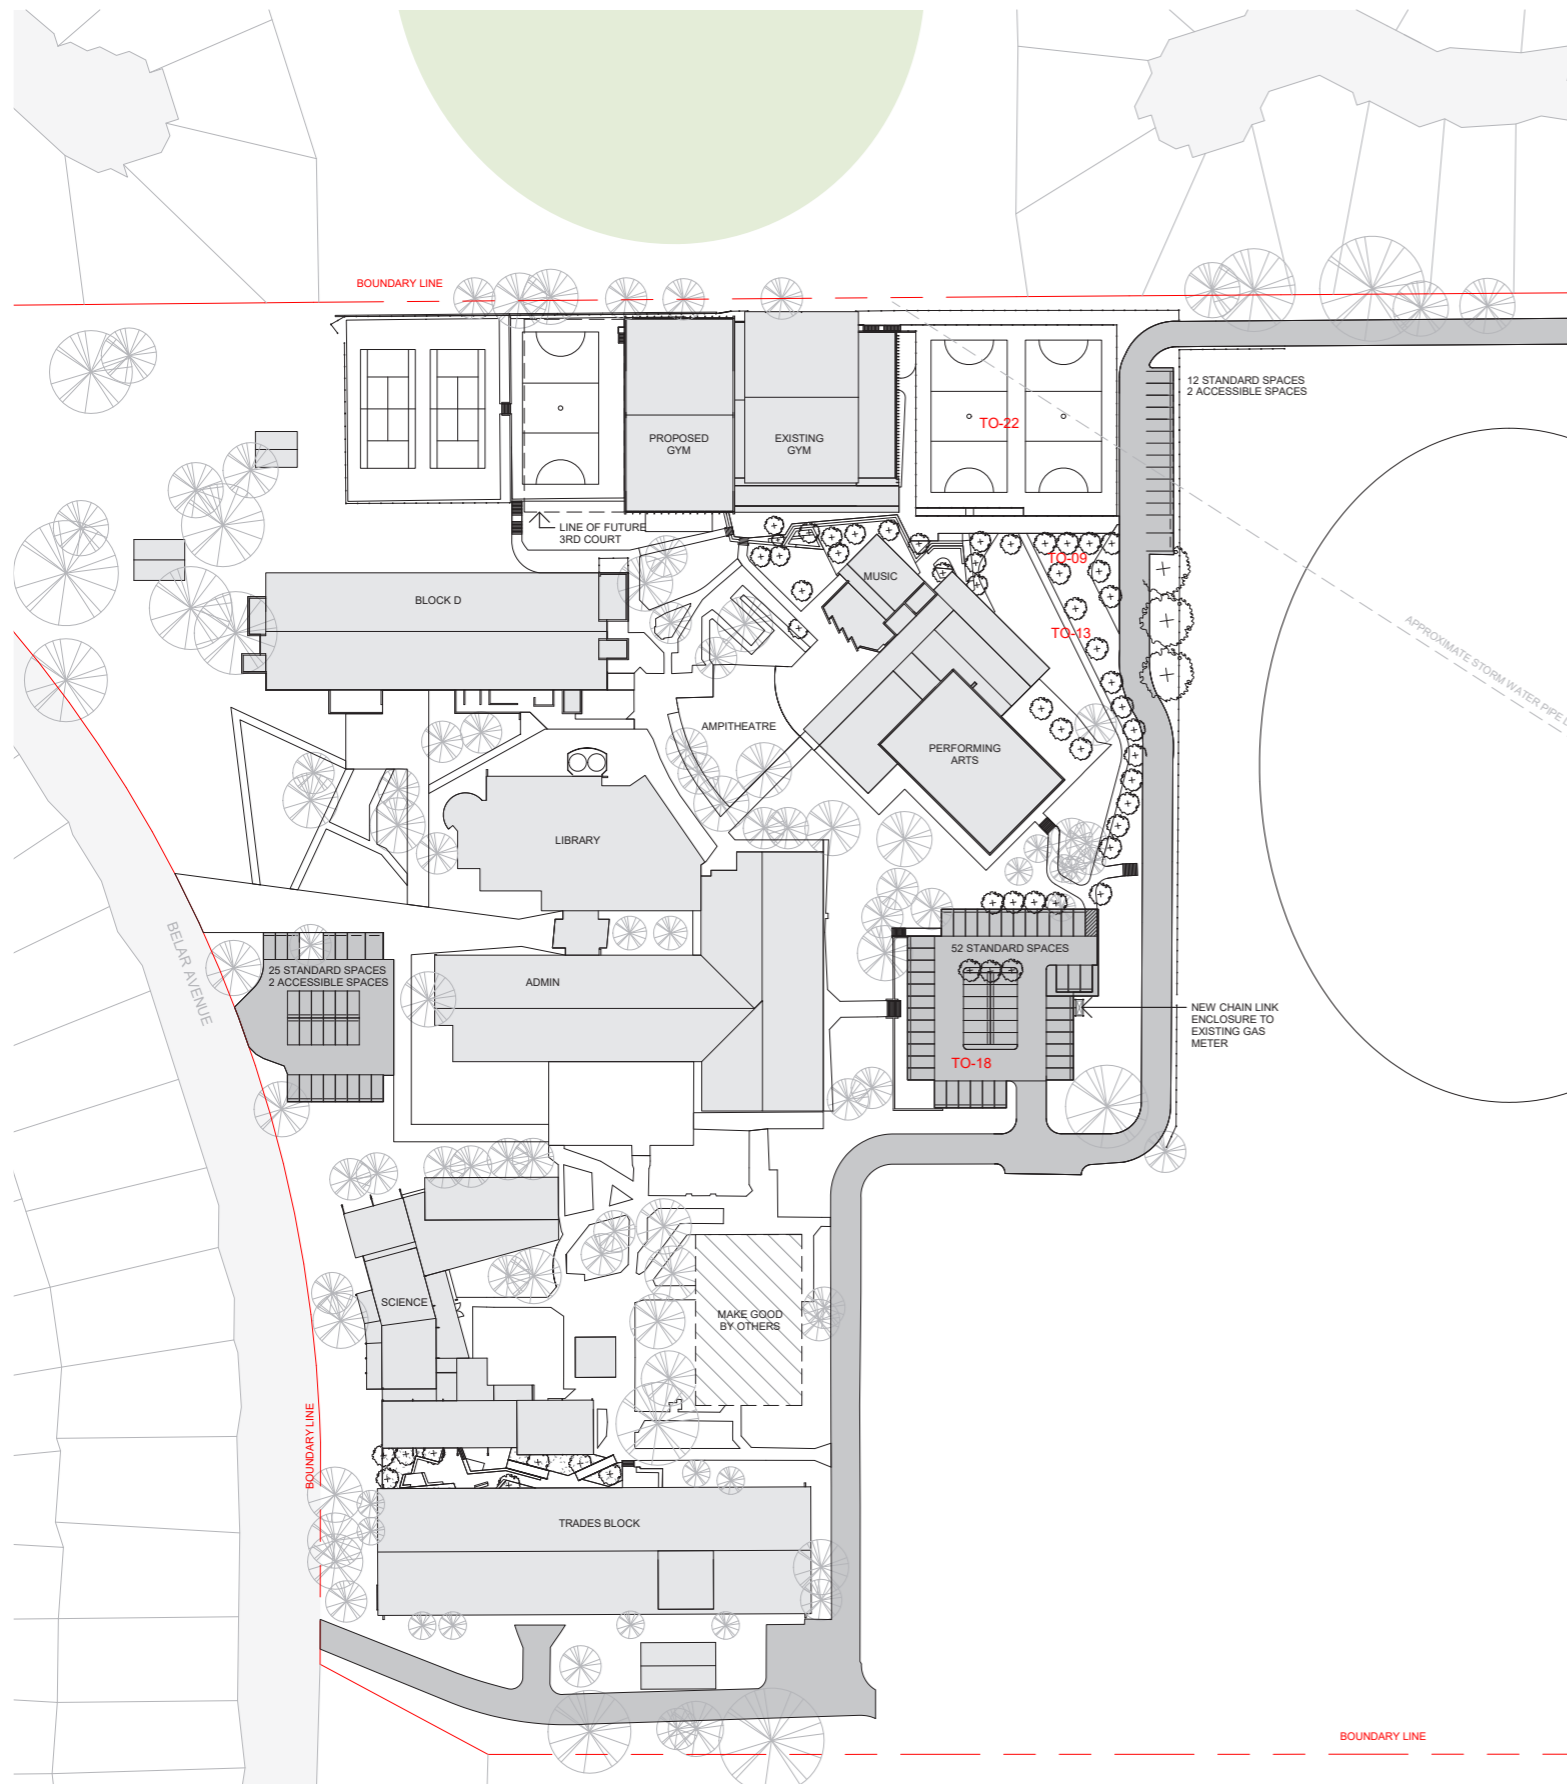 BOUNDARY LINE
12 STANDARD SPACES
2 ACCESSIBLE SPACES
TO-22
PROPOSED
GYM
EXISTING
GYM
LINE OF FUTURE
3RD COURT
TO-09
MUSIC
BLOCK D
TO-13
APPROXIMATE STORM WATER PIPE
AMPITHEATRE
PERFORMING
ARTS
LIBRARY
BELAR AVENUE
52 STANDARD SPACES
25 STANDARD SPACES
2 ACCESSIBLE SPACES
ADMIN
NEW CHAIN LINK
ENCLOSURE TO
EXISTING GAS
METER
TO-18
SCIENCE
MAKE GOOD
BY OTHERS
BOUNDARY LINE
TRADES BLOCK
BOUNDARY LINE